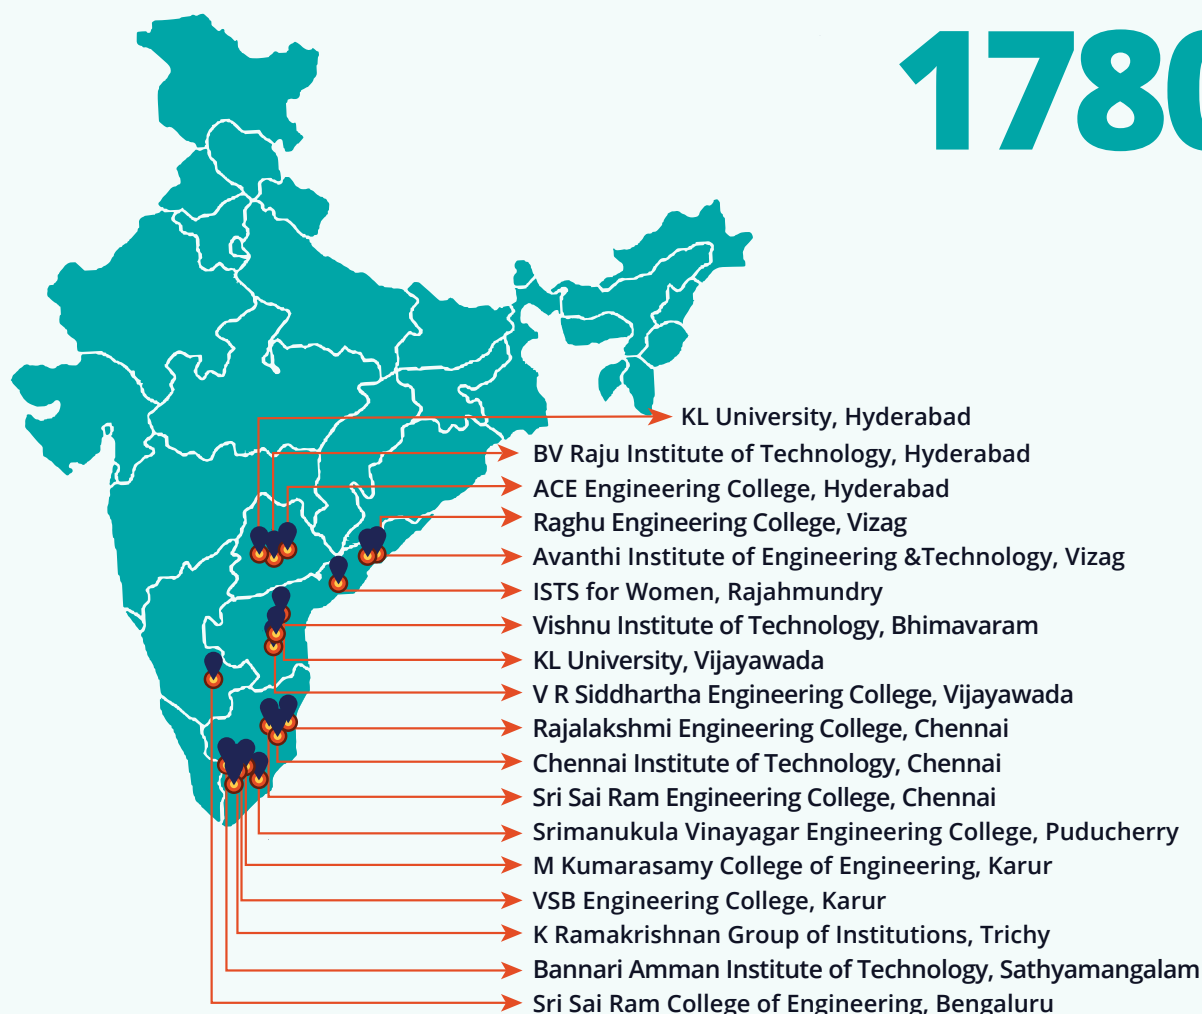 1780
KL University, Hyderabad
BV Raju Institute of Technology, Hyderabad
ACE Engineering College, Hyderabad
Raghu Engineering College, Vizag
Avanthi Institute of Engineering &Technology, Vizag
ISTS for Women, Rajahmundry
Vishnu Institute of Technology, Bhimavaram
KL University, Vijayawada
V R Siddhartha Engineering College, Vijayawada
Rajalakshmi Engineering College, Chennai
Chennai Institute of Technology, Chennai
Sri Sai Ram Engineering College, Chennai
Srimanukula Vinayagar Engineering College, Puducherry
M Kumarasamy College of Engineering, Karur
VSB Engineering College, Karur
K Ramakrishnan Group of Institutions, Trichy
Bannari Amman Institute of Technology, Sathyamangalam
Sri Sai Ram College of Engineering, Bengaluru